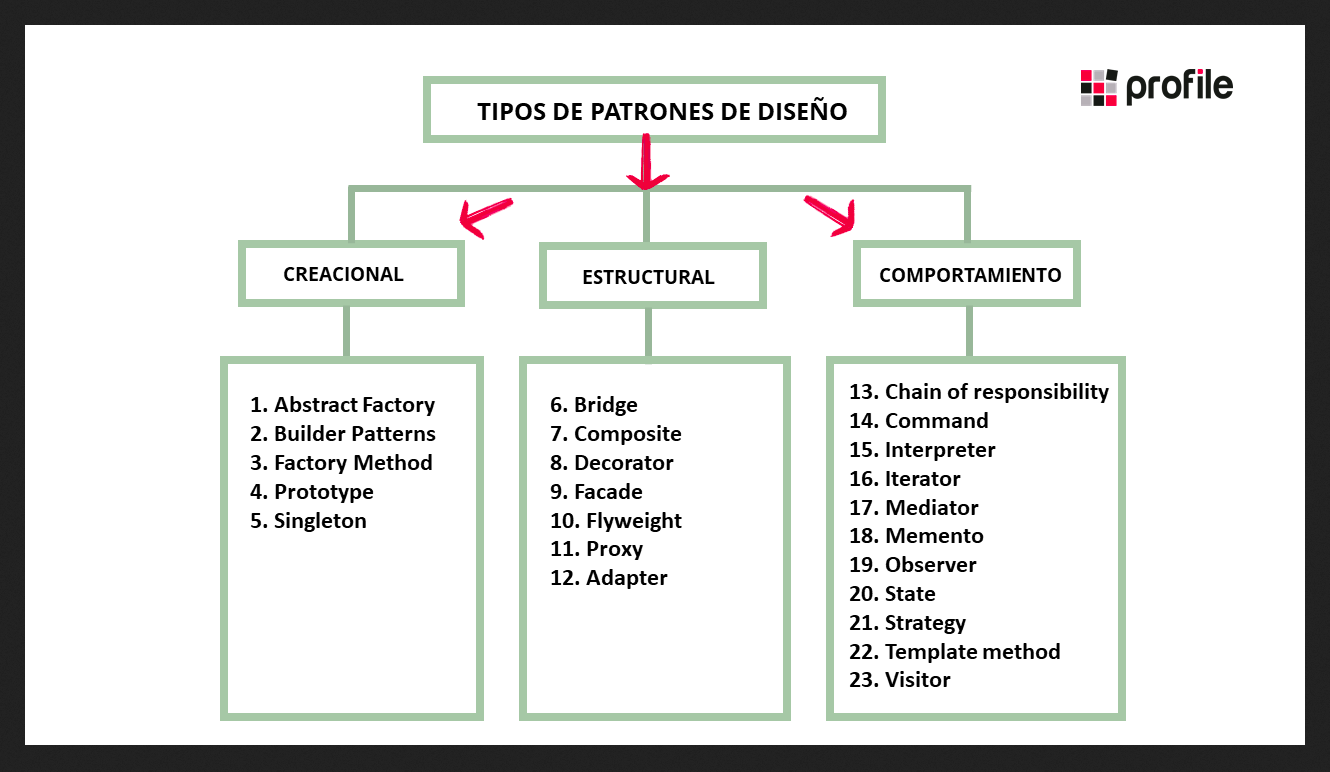 profile
TIPOS DE PATRONES DE DISEÑO
CREACIONAL
ESTRUCTURAL
COMPORTAMIENTO
1. Abstract Factory
2. Builder Patterns
3. Factory Method
4. Prototype
5. Singleton
6. Bridge
7. Composite
8. Decorator
9. Facade
10. Flyweight
11. Proxy
12. Adapter
13. Chain of responsibility
14. Command
15. Interpreter
16. Iterator
17. Mediator
18. Memento
19. Observer
20. State
21. Strategy
22. Template method
23. Visitor